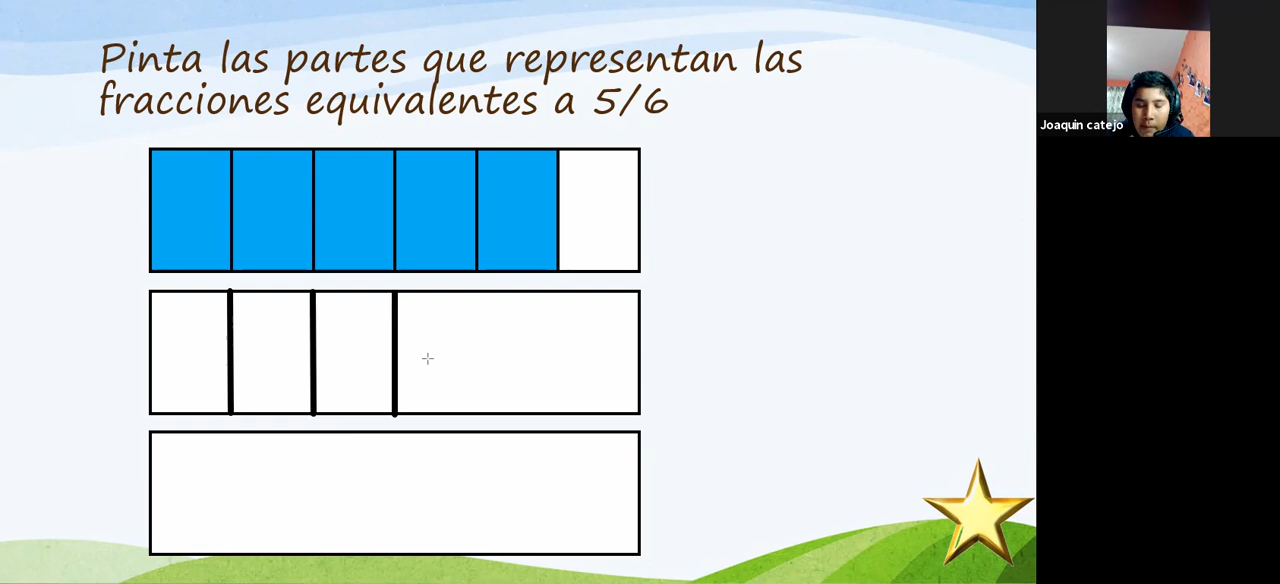 Pinta las partes que representan las
fracciones equivalentes a 5/6
Joaquin catejo